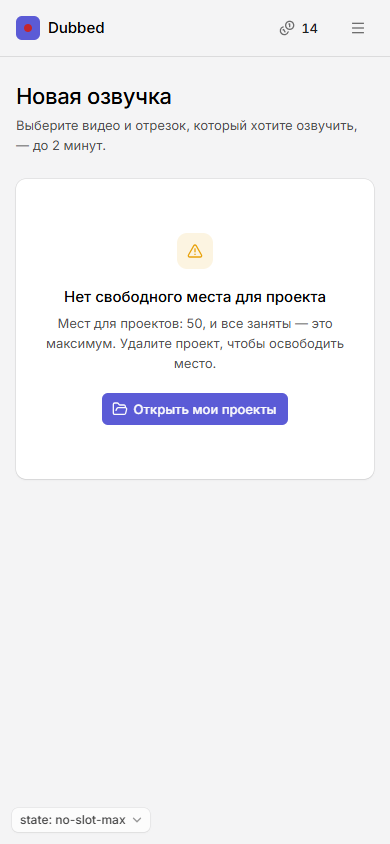 Dubbed
14
Новая озвучка
Выберите видео и отрезок, который хотите озвучить,
— до 2 минут.
Нет свободного места для проекта
Мест для проектов: 50, и все заняты — это
максимум. Удалите проект, чтобы освободить
место.
Открыть мои проекты
state: no-slot-max